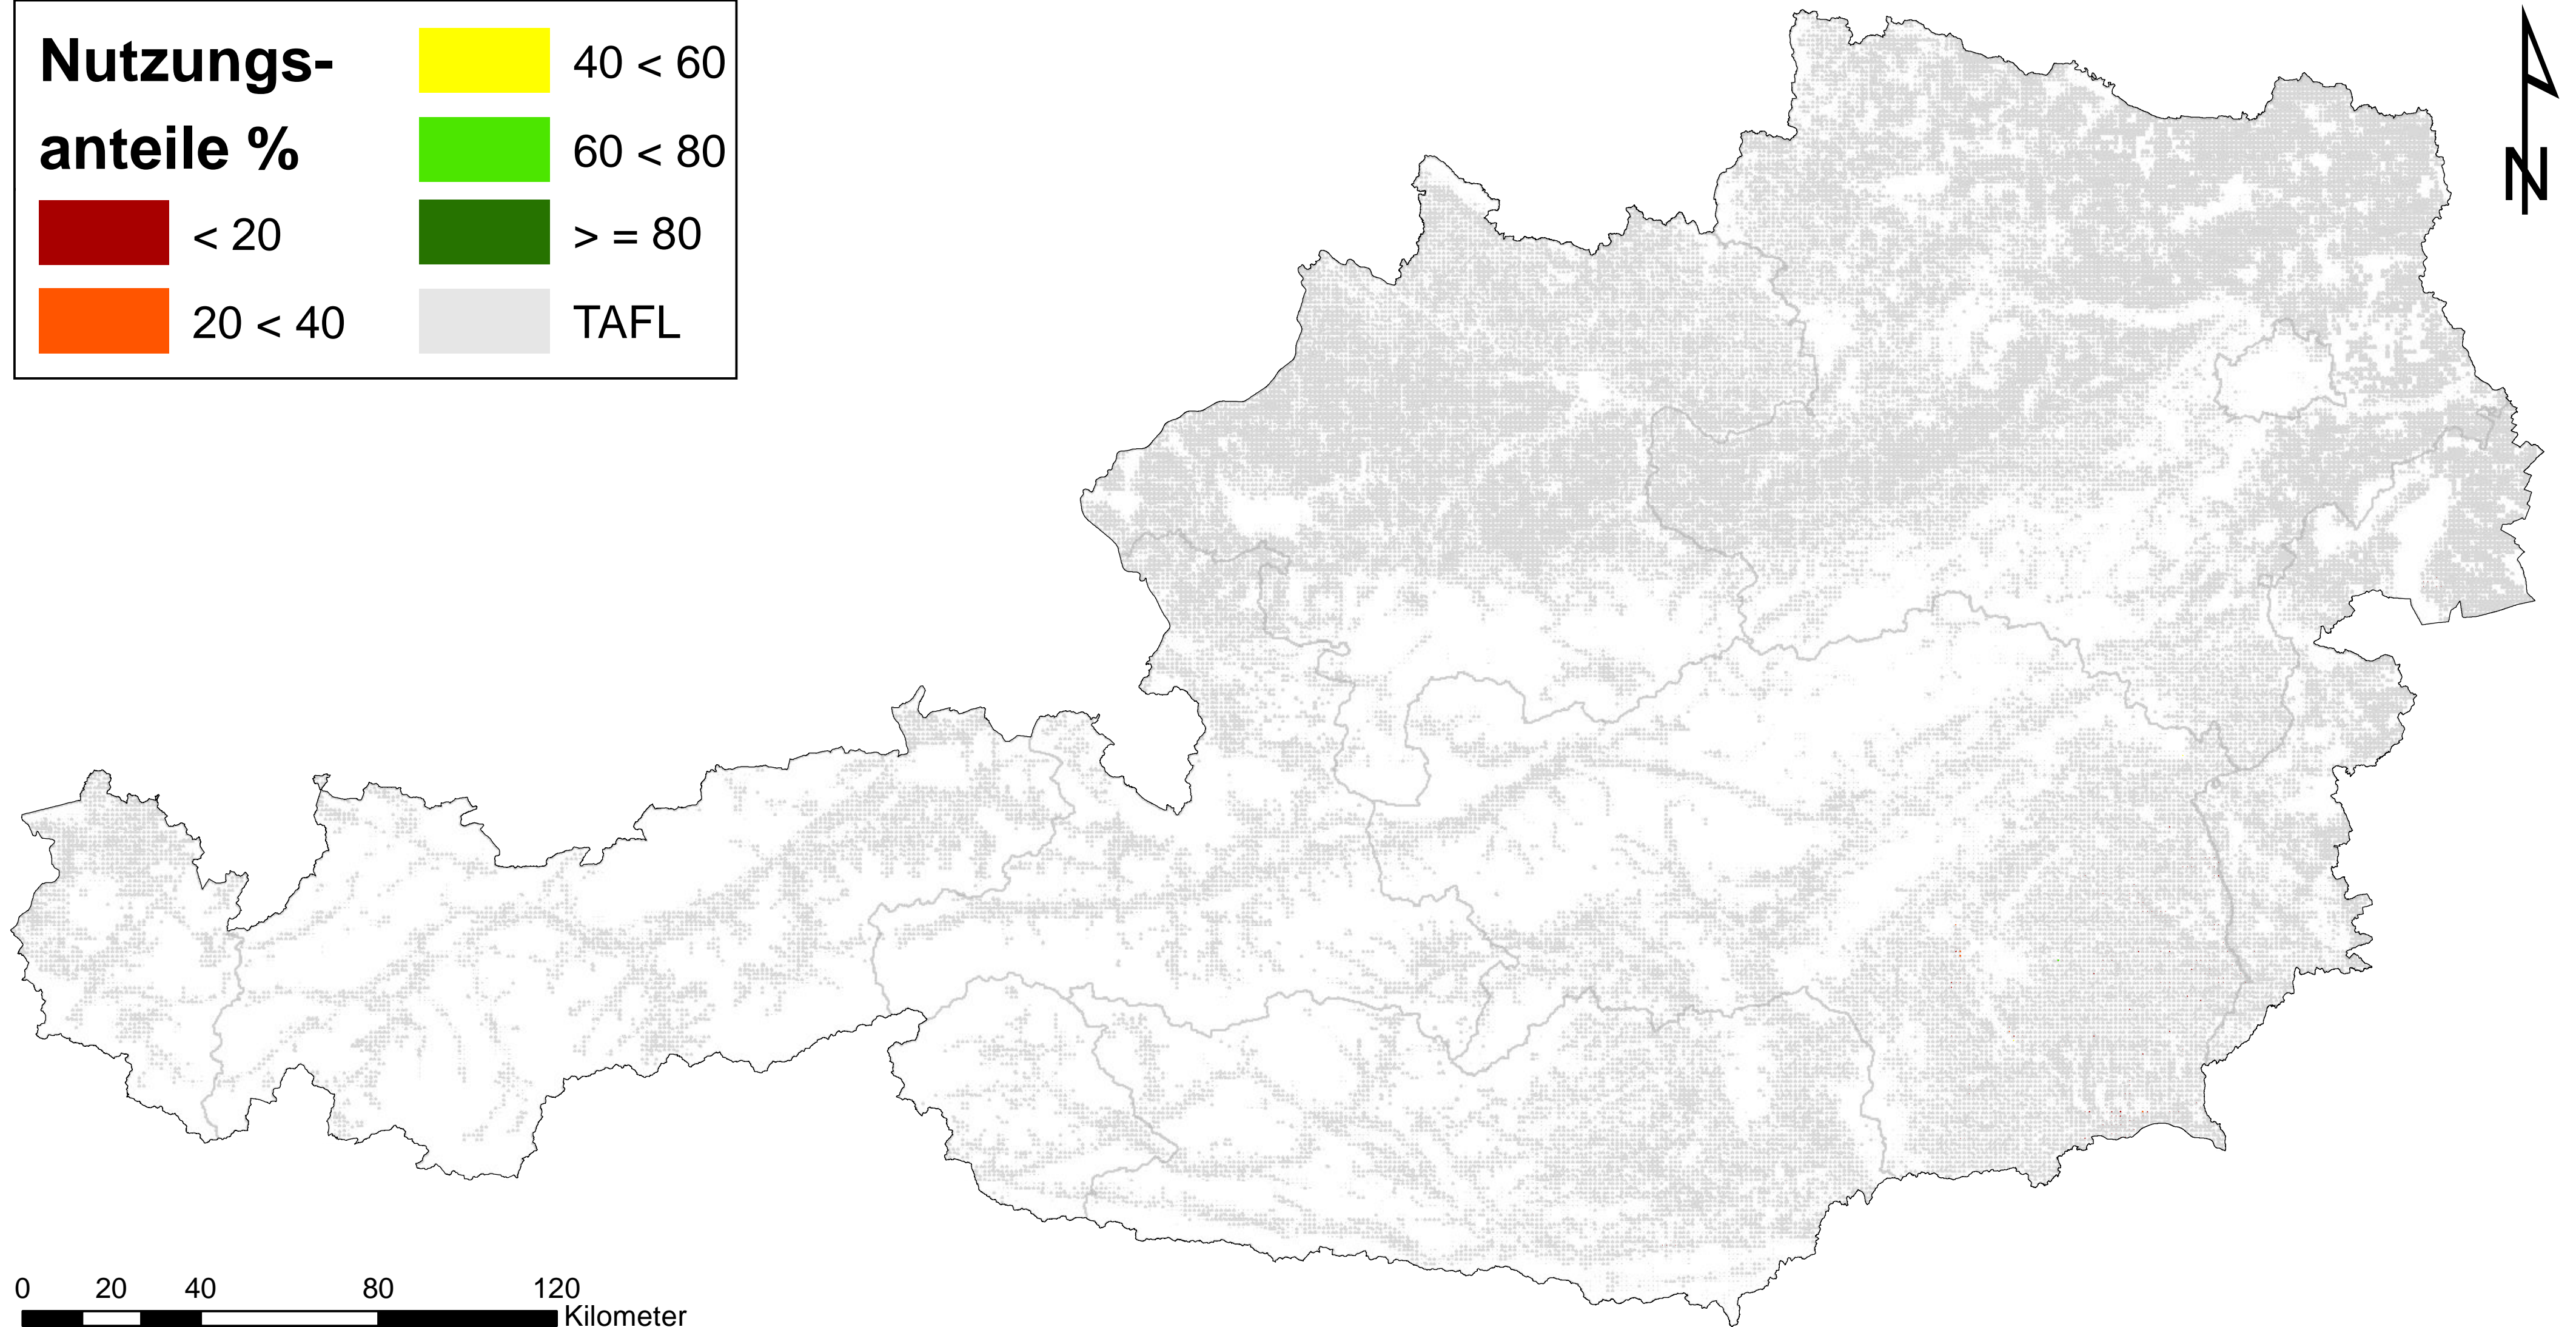 Nutzungs-
anteile %
< 20
20 < 40
40 < 60
60 < 80
> = 80
TAFL
N
0 20 40 80 120
Kilometer